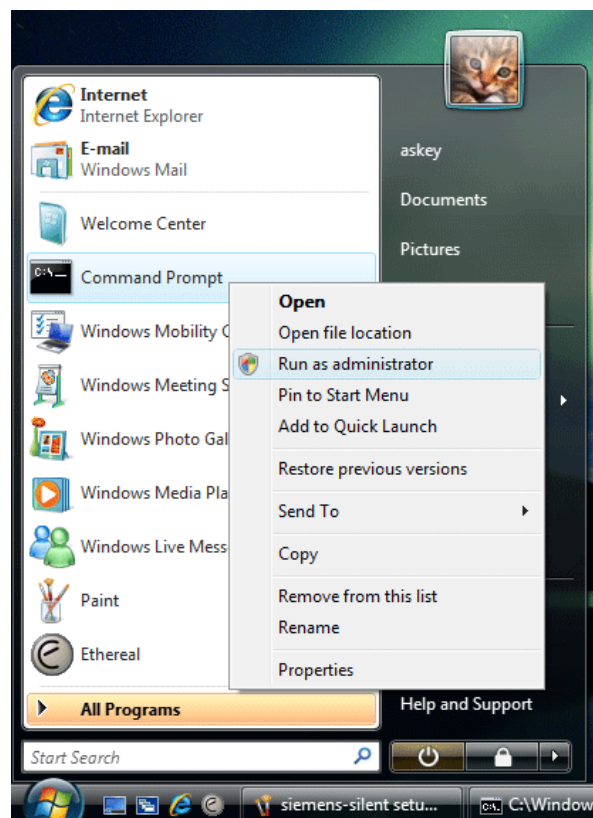 Internet
Internet Explorer
E-mail
Windows Mail
Welcome Center
Command Prompt
Windows Mobility C
Windows Meeting S
Windows Photo Gal
Windows Media Pla
Windows Live Mess
Paint
Ethereal
All Programs
Start Search
askey
Documents
Pictures
Help and Support
Open
Open file location
Run as administrator
Pin to Start Menu
Add to Quick Launch
Restore previous versions
Send To
Copy
Remove from this list
Rename
Properties
siemens-silent setu...
C:\Window